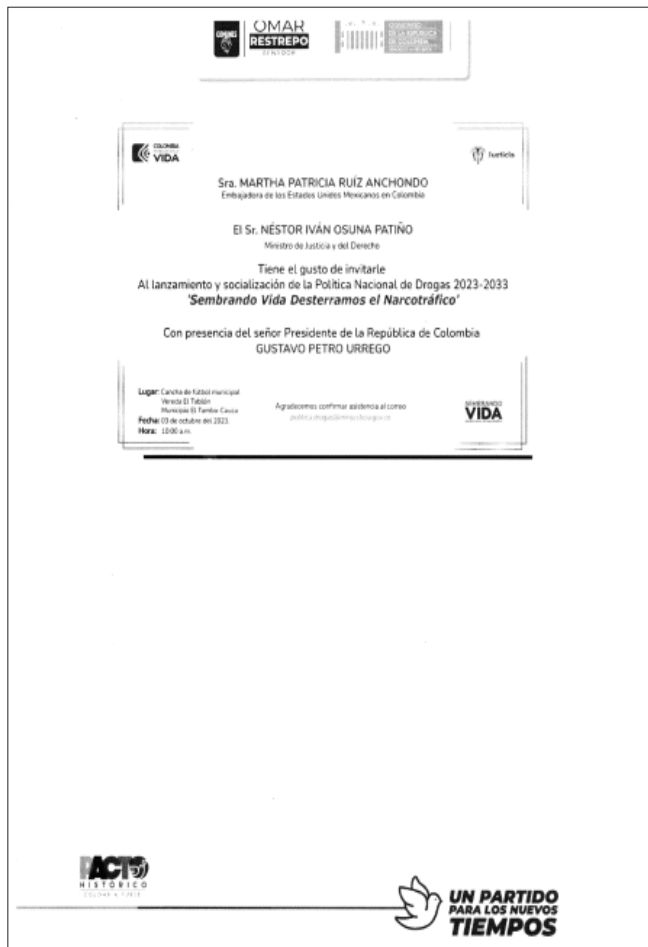 COMUNES
OMAR
RESTREPO
SENADOR
COLOMBIA
VIDA
Justicia
Sra. MARTHA PATRICIA RUÍZ ANCHONDO
Embajadora de los Estados Unidos Mexicanos en Colombia
El Sr. NÉSTOR IVÁN OSUNA PATIÑO
Ministro de Justicia y del Derecho
Tiene el gusto de invitarle
Al lanzamiento y socialización de la Política Nacional de Drogas 2023-2033
'Sembrando Vida Desterramos el Narcotráfico'
Con presencia del señor Presidente de la República de Colombia
GUSTAVO PETRO URREGO
Lugar: Cancha de fútbol municipal
Vereda El Tablón
Municipio El Tambo Cauca
Fecha: 03 de octubre del 2023
Hora: 10:00 a.m.
Agradecemos confirmar asistencia al correo
SEMBRANDO
VIDA
PACTO
HISTÓRICO
UN PARTIDO
PARA LOS NUEVOS
TIEMPOS